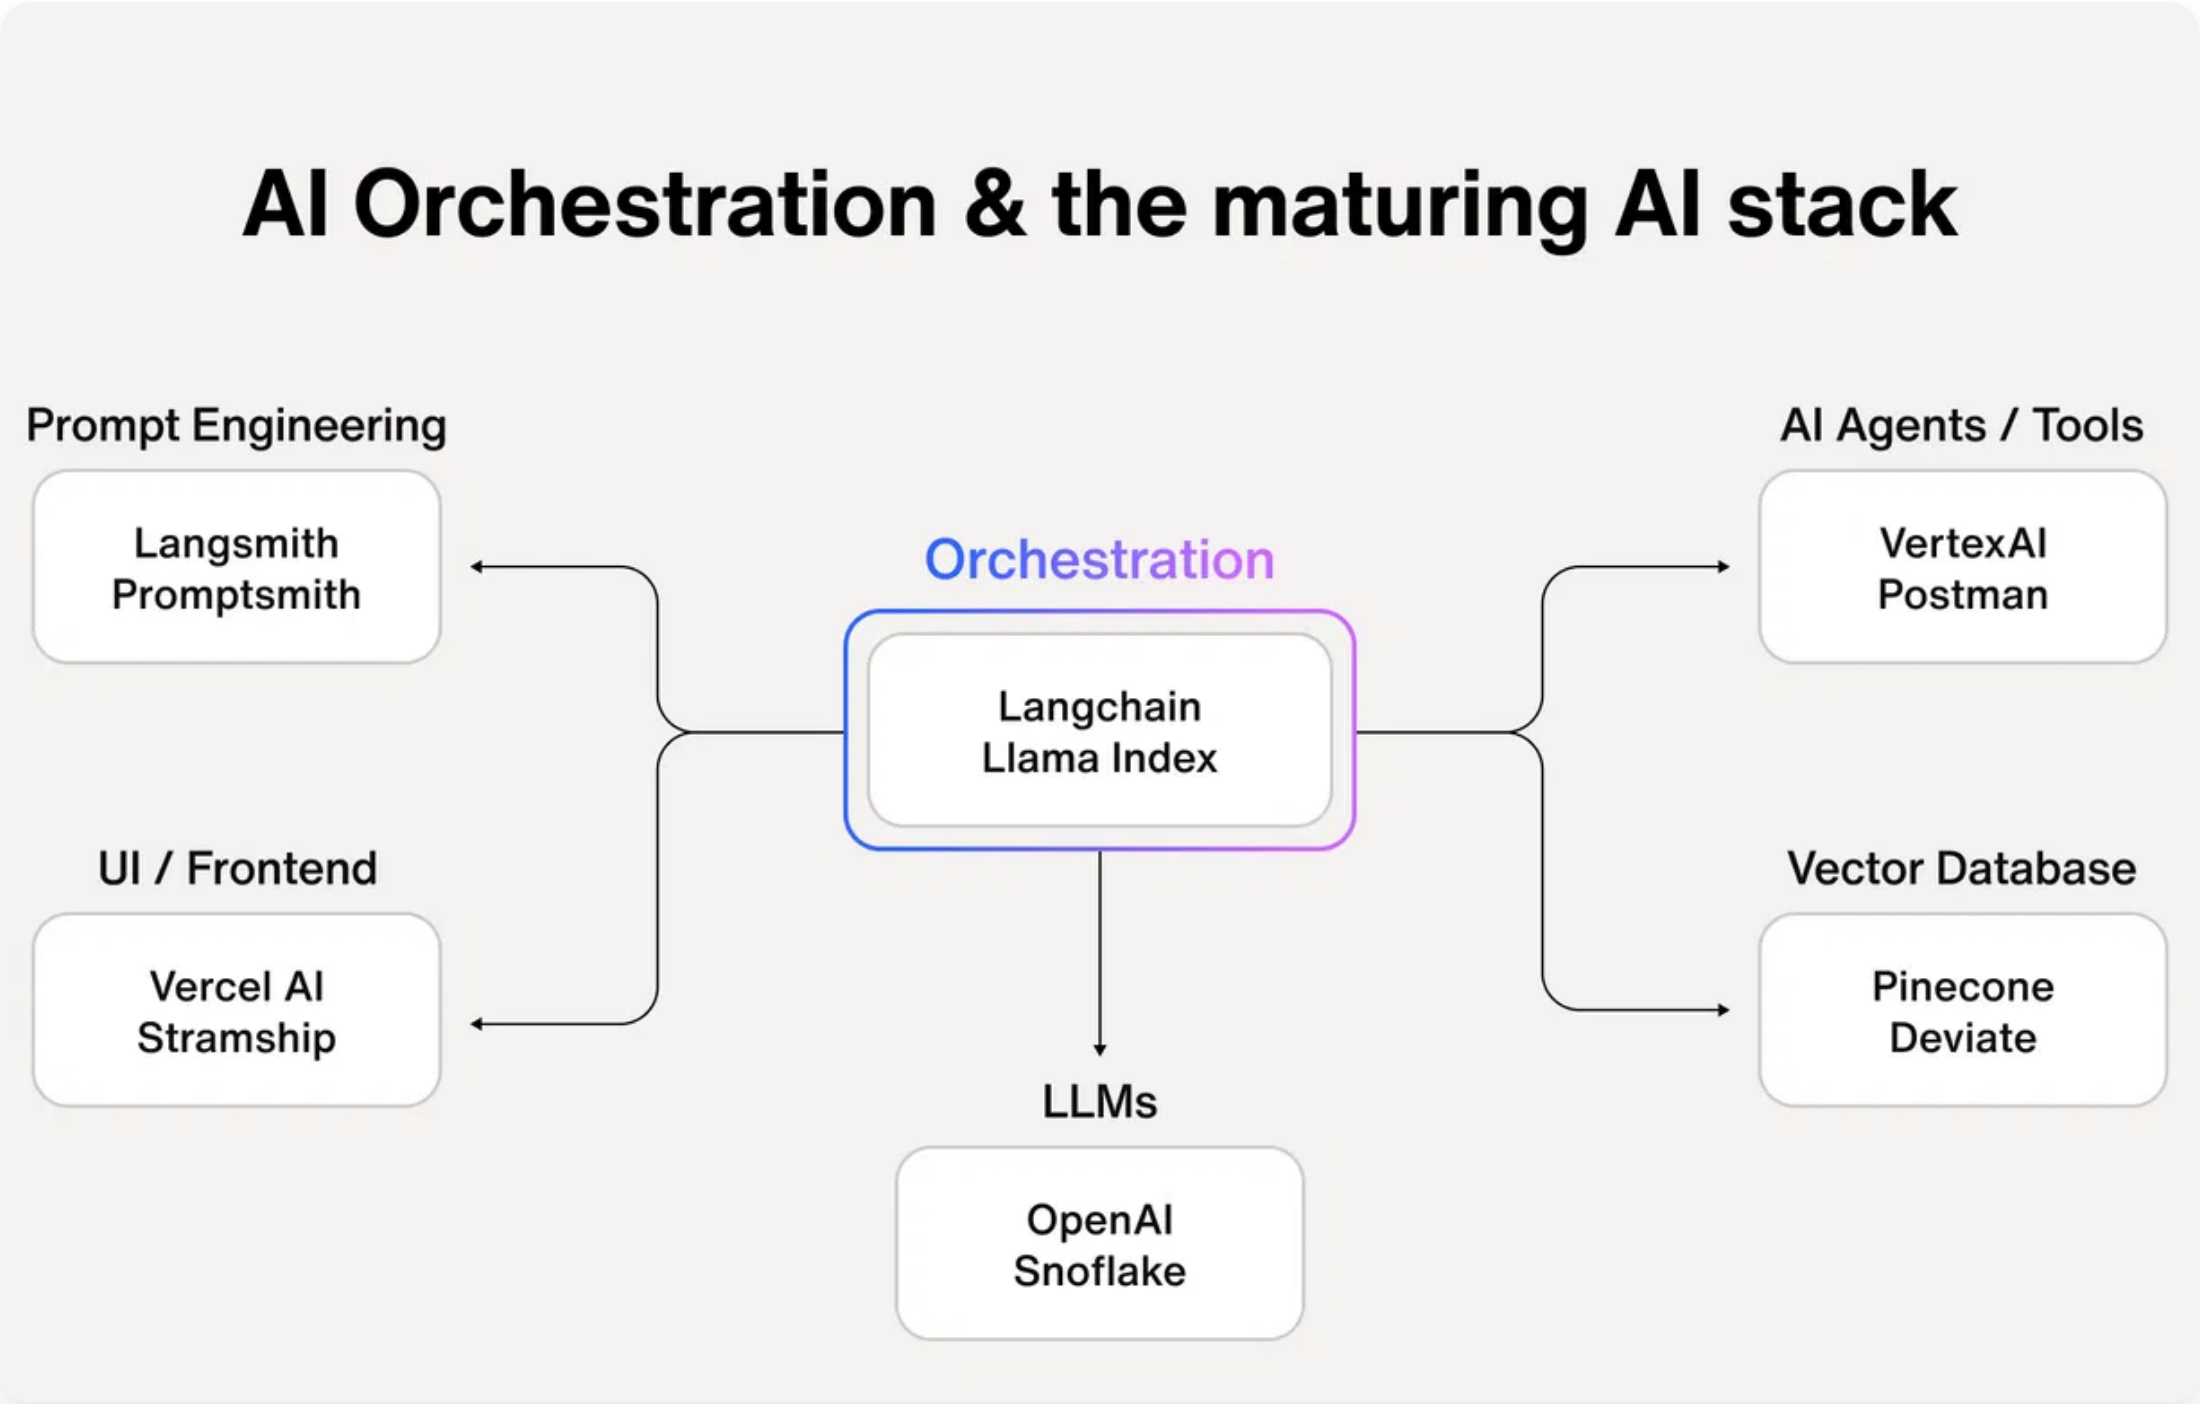 AI Orchestration & the maturing AI stack
Prompt Engineering
Langsmith
Promptsmith
UI / Frontend
Vercel AI
Stramship
Orchestration
Langchain
Llama Index
LLMs
OpenAI
Snoflake
AI Agents / Tools
VertexAI
Postman
Vector Database
Pinecone
Deviate